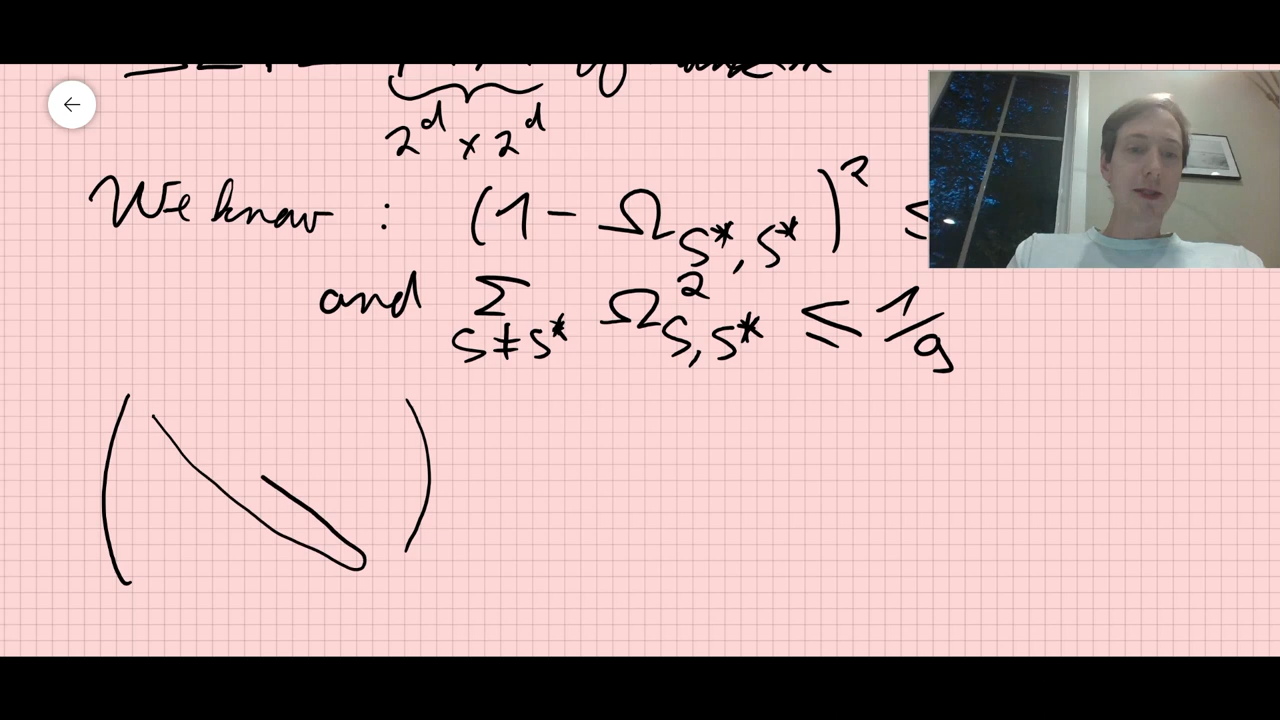 2^d × 2^d
We know : (1 - Ω_{S*, S*})^2 ≤
and Σ_{S≠S*} Ω^2_{S, S*} ≤ 1/9